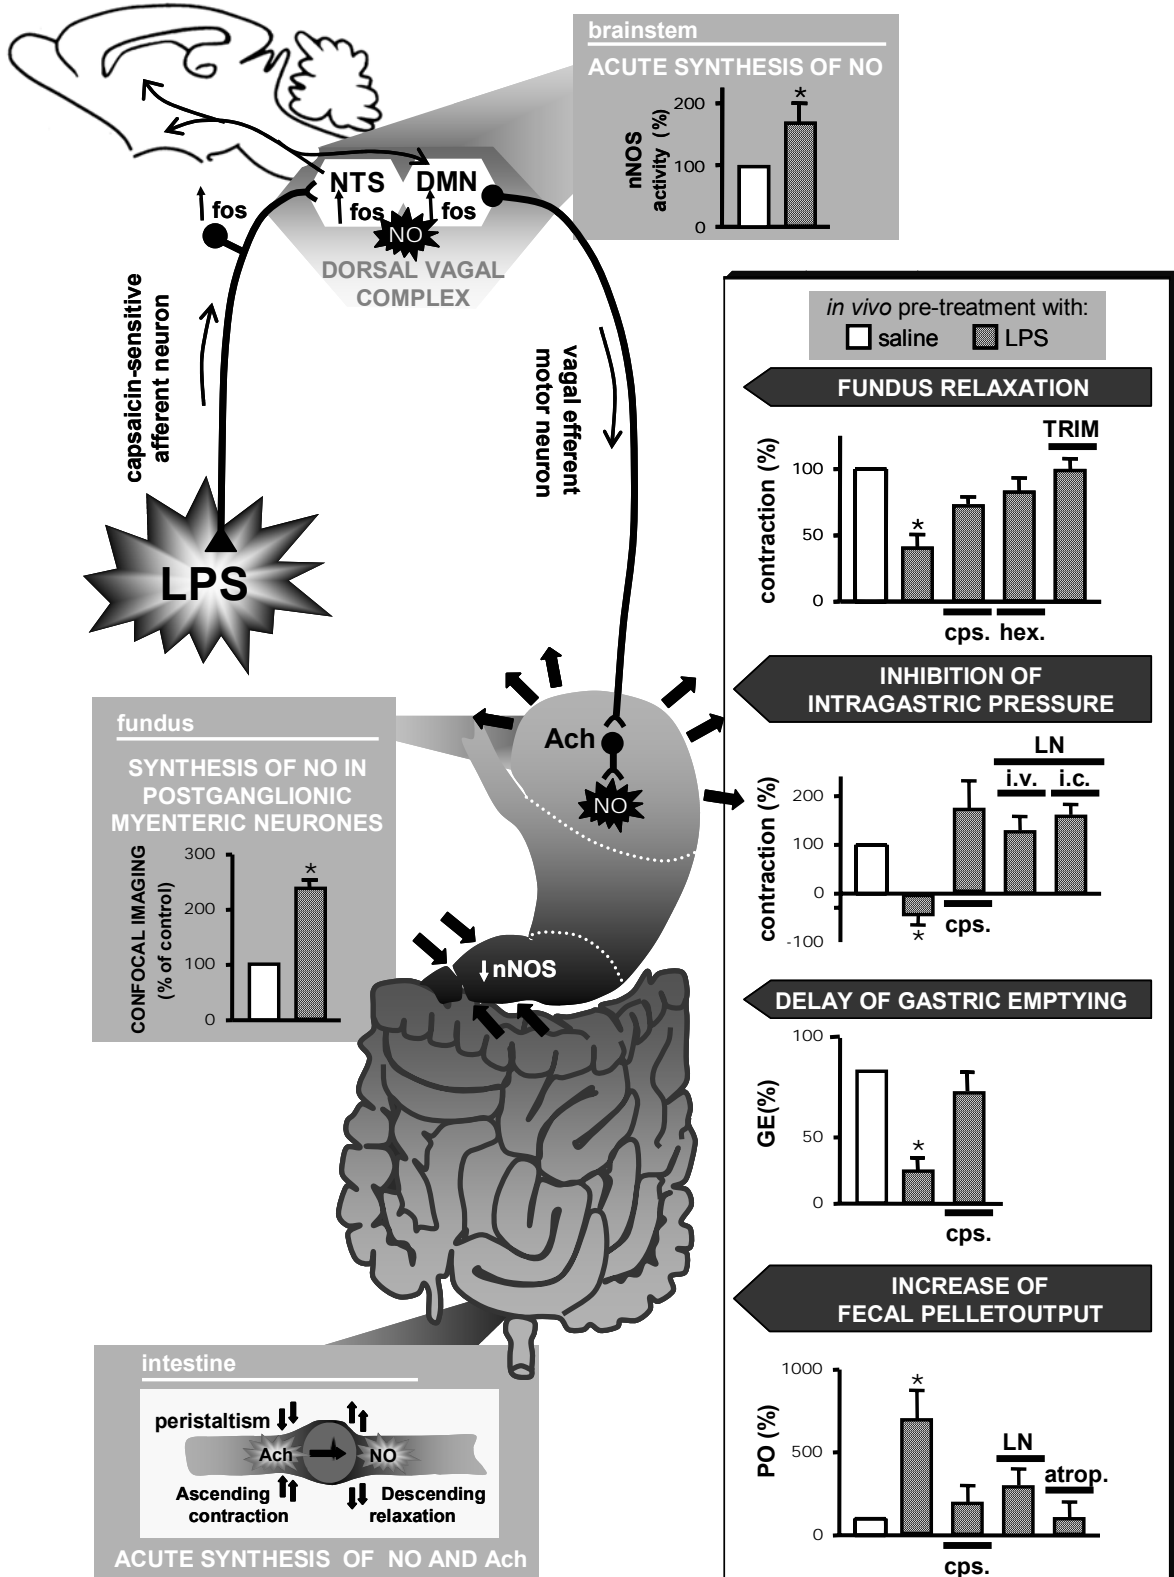 brainstem
ACUTE SYNTHESIS OF NO
nNOS
activity (%)
200
100
0
*
NTS
DMN
fos
fos
fos
NO
DORSAL VAGAL
COMPLEX
capsaicin-sensitive
afferent neuron
vagal efferent
motor neuron
LPS
in vivo pre-treatment with:
saline LPS
FUNDUS RELAXATION
contraction (%)
100
50
0
*
TRIM
cps. hex.
INHIBITION OF
INTRAGASTRIC PRESSURE
contraction (%)
200
100
0
-100
*
LN
i.v. i.c.
cps.
DELAY OF GASTRIC EMPTYING
GE(%)
100
50
0
*
cps.
INCREASE OF
FECAL PELLETOUTPUT
PO (%)
1000
500
0
*
LN
atrop.
cps.
fundus
SYNTHESIS OF NO IN
POSTGANGLIONIC
MYENTERIC NEURONES
CONFOCAL IMAGING
(% of control)
300
200
100
0
*
Ach
NO
nNOS
intestine
peristaltism
Ach
NO
Ascending
contraction
Descending
relaxation
ACUTE SYNTHESIS OF NO AND Ach